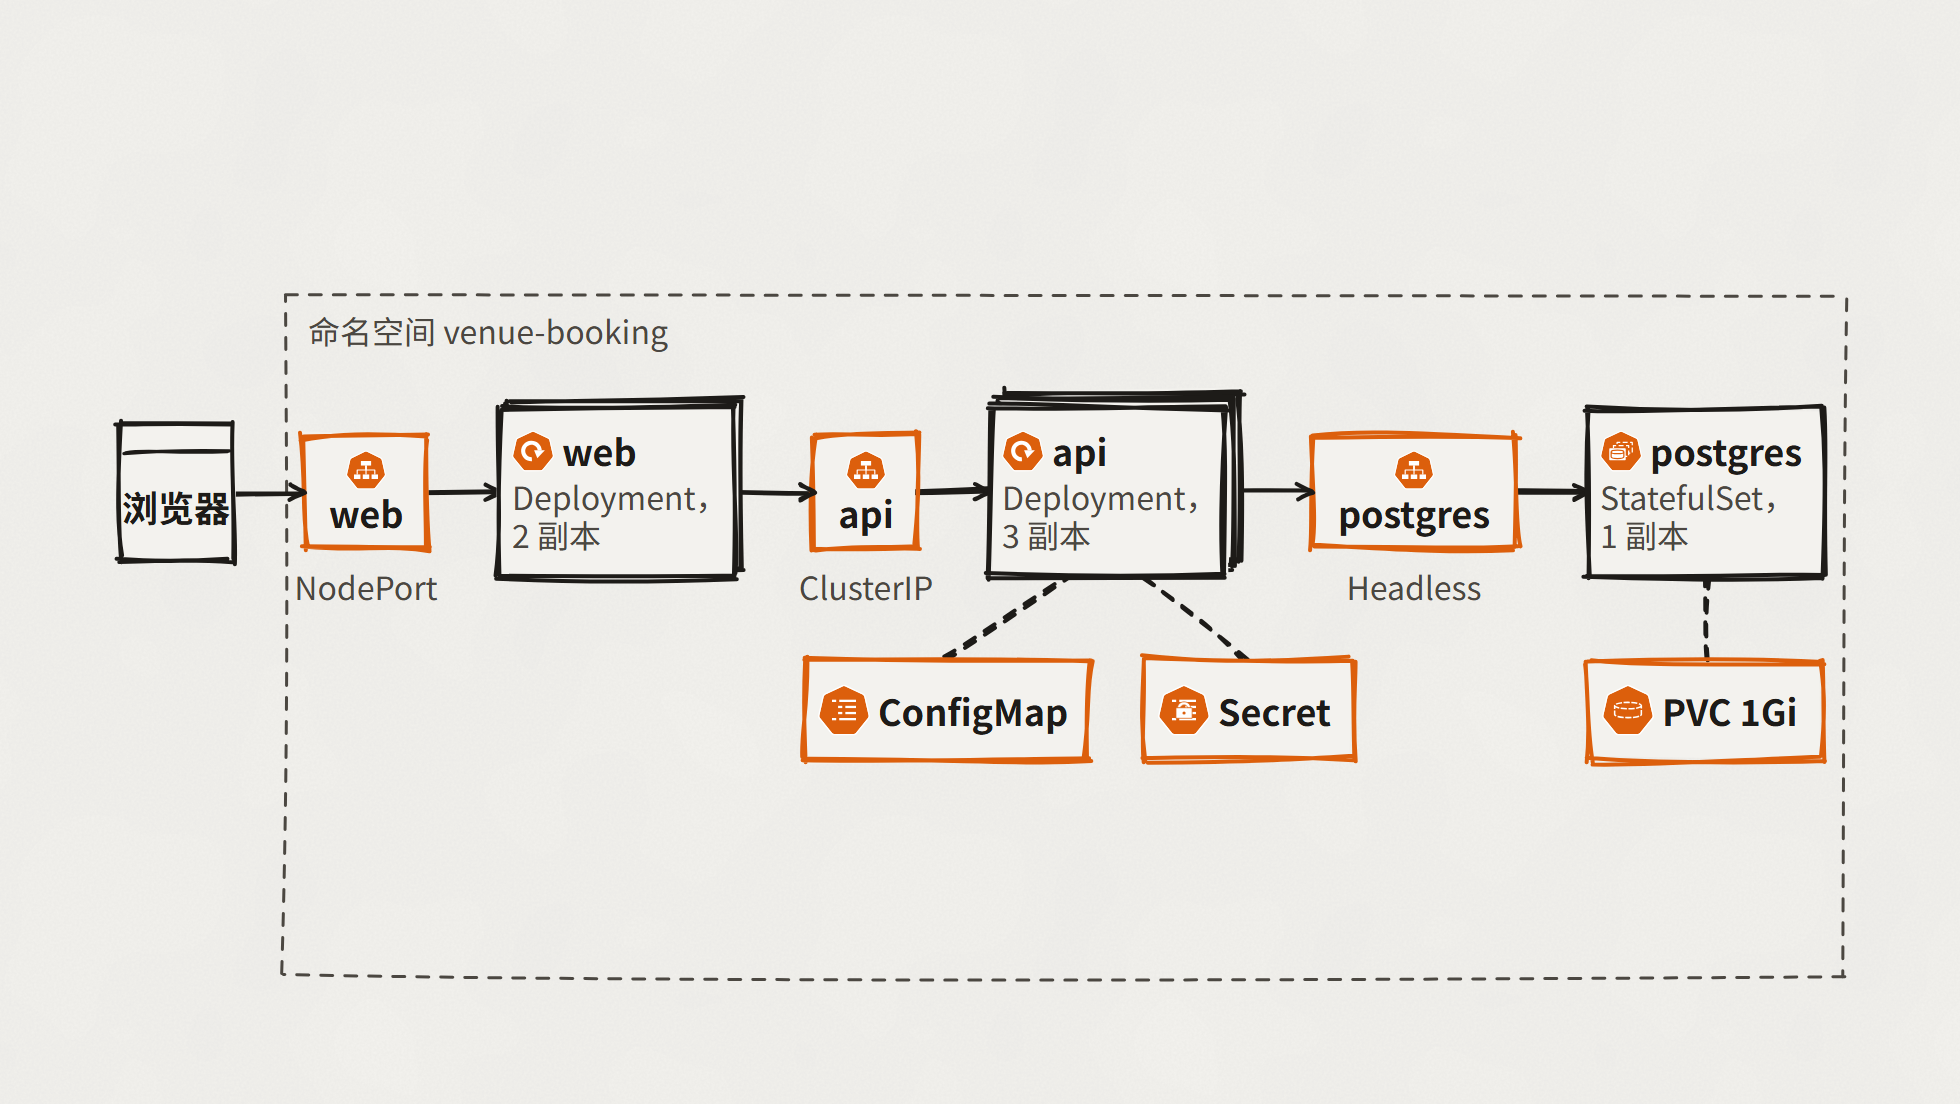 命名空间 venue-booking
浏览器
web
NodePort
web
Deployment，
2 副本
api
ClusterIP
api
Deployment，
3 副本
postgres
Headless
postgres
StatefulSet，
1 副本
ConfigMap
Secret
PVC 1Gi